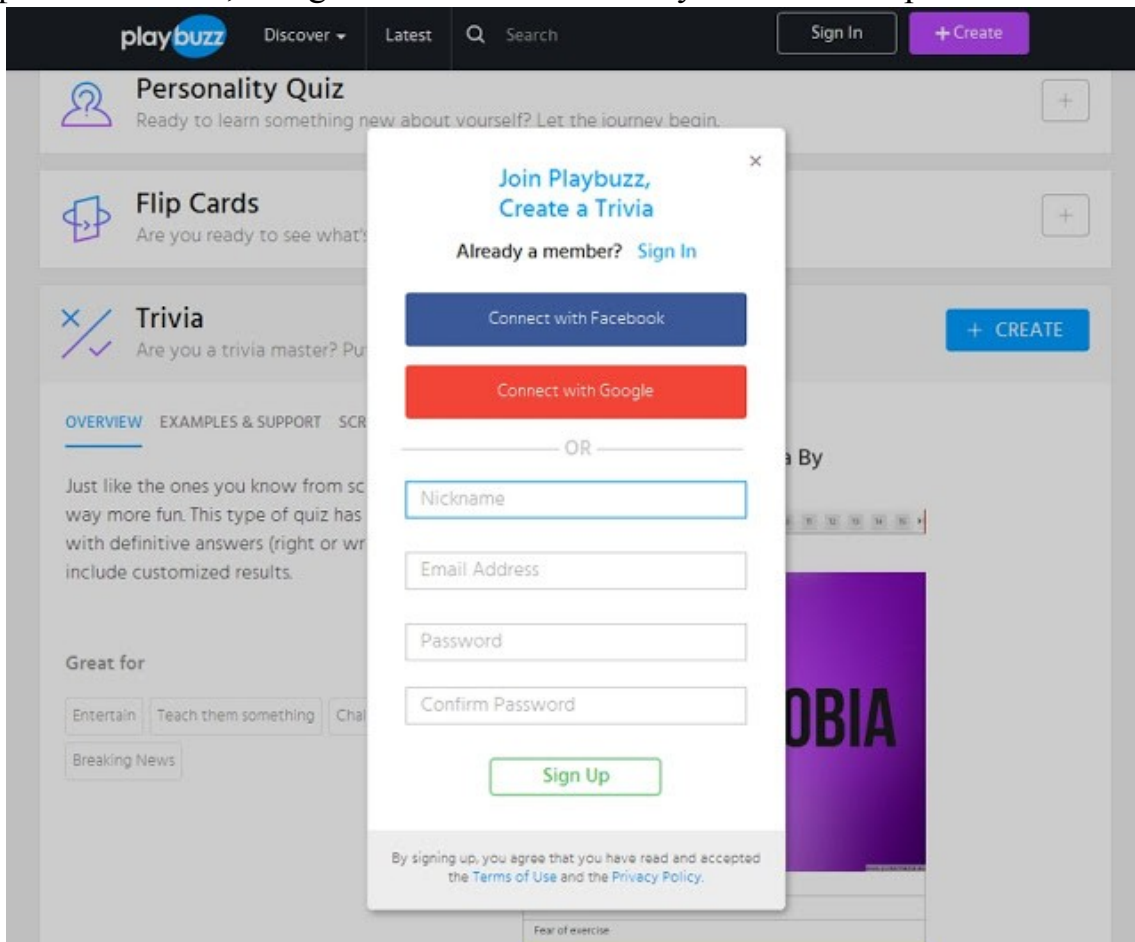 playbuzz Discover Latest Search Sign In + Create
Personality Quiz
Ready to learn something new about yourself? Let the journey begin.
Flip Cards
Are you ready to see what's
Trivia
Are you a trivia master? Pu
+ CREATE
OVERVIEW EXAMPLES & SUPPORT SCR
Just like the ones you know from sc
way more fun. This type of quiz has
with definitive answers (right or wr
include customized results.
Great for
Entertain Teach them something Chal
Breaking News
Join Playbuzz,
Create a Trivia
Already a member? Sign In
Connect with Facebook
Connect with Google
OR
Nickname
Email Address
Password
Confirm Password
Sign Up
By signing up, you agree that you have read and accepted
the Terms of Use and the Privacy Policy.
a By
11 12 13 14 15
OBIA
Fear of exercise